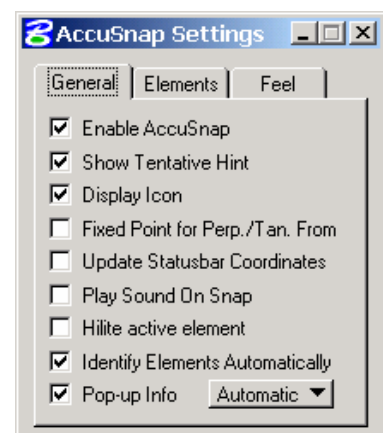 AccuSnap Settings
General Elements Feel
Enable AccuSnap
Show Tentative Hint
Display Icon
Fixed Point for Perp./Tan. From
Update Statusbar Coordinates
Play Sound On Snap
Hilite active element
Identify Elements Automatically
Pop-up Info Automatic